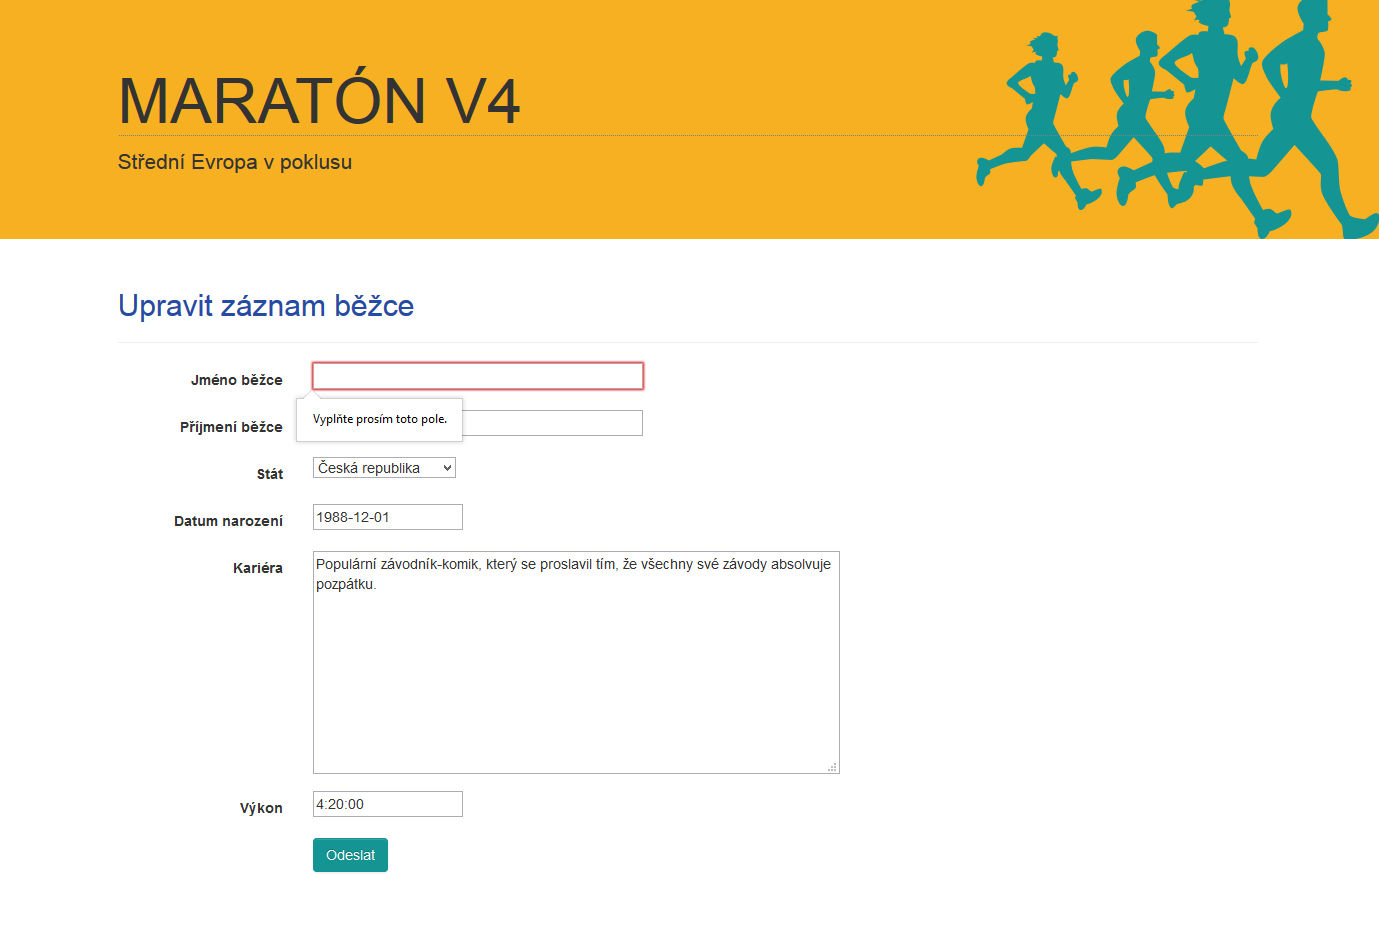 MARATÓN V4
Střední Evropa v poklusu
Upravit záznam běžce
Jméno běžce
Vyplňte prosím toto pole.
Příjmení běžce
Stát
Česká republika
Datum narození
1988-12-01
Kariéra
Populární závodník-komik, který se proslavil tím, že všechny své závody absolvuje
pozpátku.
Výkon
4:20:00
Odeslat